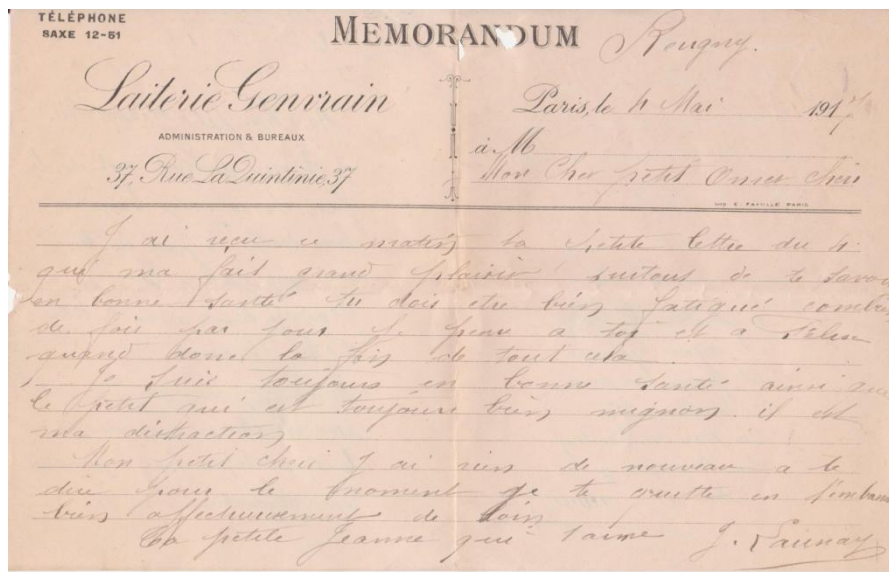 TÉLÉPHONE
SAXE 12-51
MEMORANDUM
Rougny.
Laiterie Genvrain
ADMINISTRATION & BUREAUX
37, Rue La Quintinie, 37
Paris, le 4 Mai 1917
à M
Mon Cher petit Omer cheri
IMP. E. PAYOLLE PARIS
J ai reçu ce matin ta petite lettre du 4.
qui ma fait grand plaisir surtous de te savoir
en bonne santé tu dois etre bien fatigué combien
de fois par jour je pense a toi et a
quand donc la fin de tout cela
Je suis toujours en bonne santé ainsi que
le petit qui est toujours bien mignon. il est
ma distraction
Mon petit cheri J ai rien de nouveau a te
dire pour le moment je te quitte en t'embrassant
bien affectueusement de loin
Ta petite Jeanne qui t'aime J. Launay